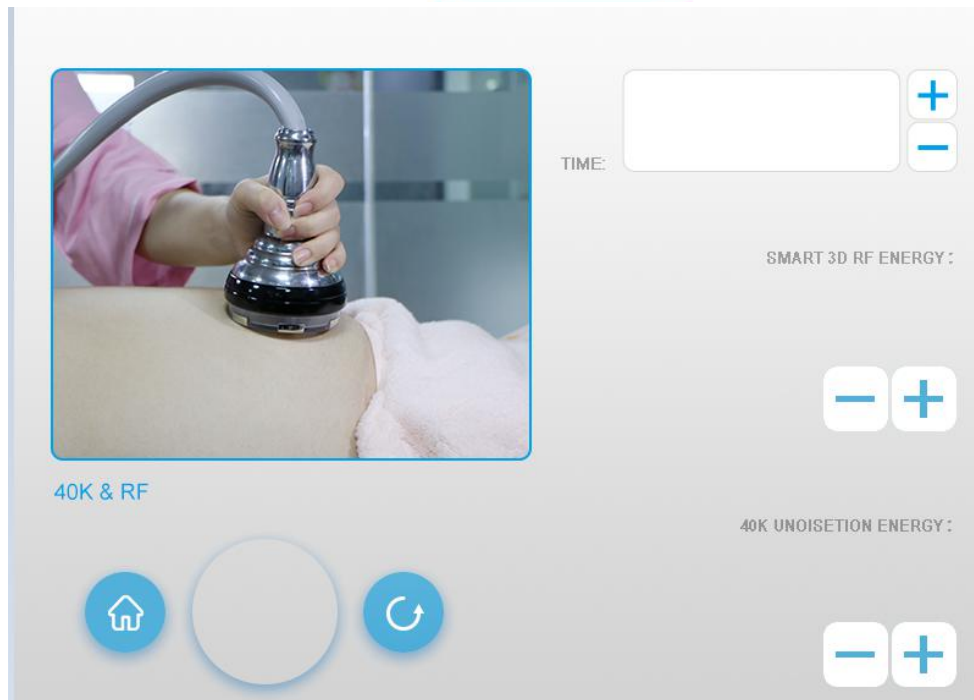 TIME:
SMART 3D RF ENERGY:
40K & RF
40K UNOISETION ENERGY: